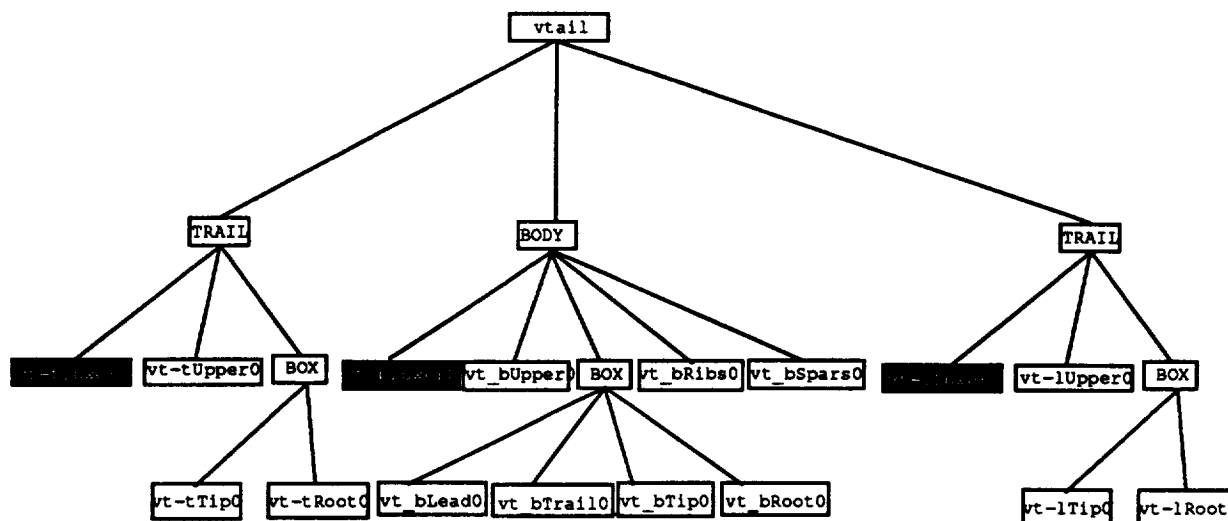 vtail
TRAIL
BODY
TRAIL
vt-tUpper0
BOX
vt_bUpper0
BOX
vt_bRibs0
vt_bSpars0
vt-lUpper0
BOX
vt-tTip0
vt-tRoot0
vt_bLead0
vt_bTrail0
vt_bTip0
vt_bRoot0
vt-lTip0
vt-lRoot